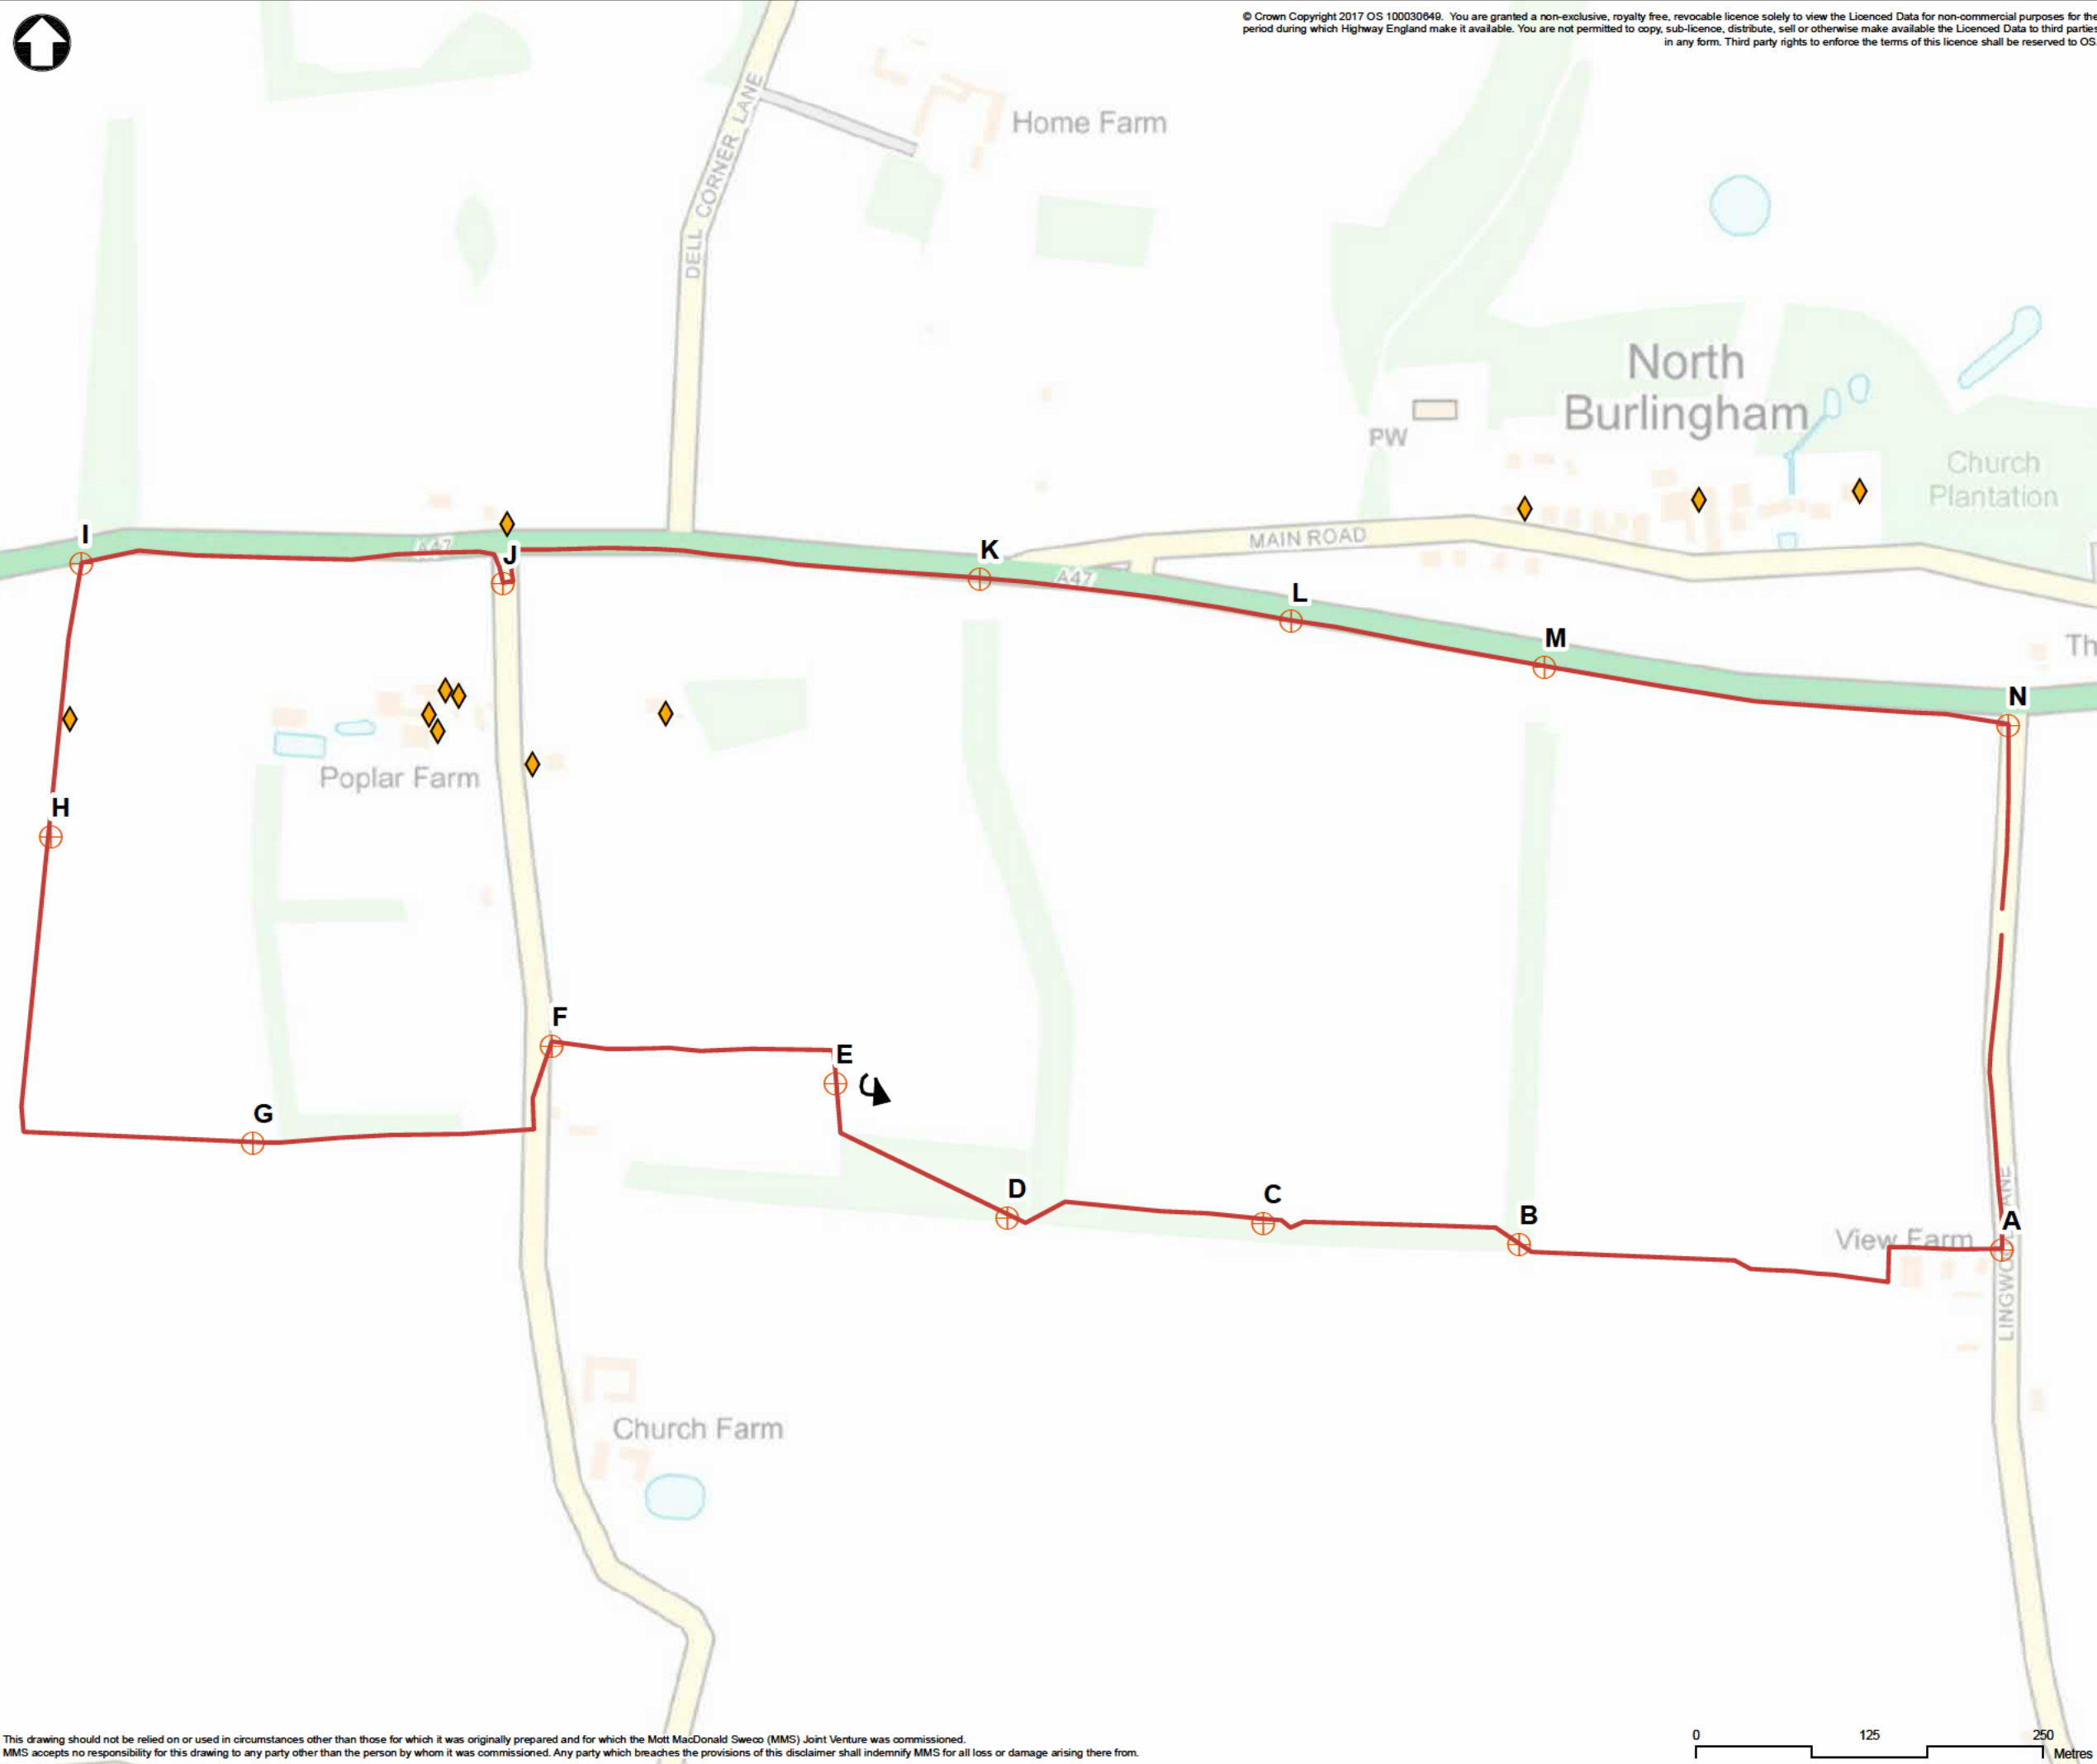 © Crown Copyright 2017 OS 100030649. You are granted a non-exclusive, royalty free, revocable licence solely to view the Licenced Data for non-commercial purposes for the
period during which Highway England make it available. You are not permitted to copy, sub-licence, distribute, sell or otherwise make available the Licenced Data to third parties
in any form. Third party rights to enforce the terms of this licence shall be reserved to OS.
DELL CORNER LANE
Home Farm
North
Burlingham
PW
Church
Plantation
MAIN ROAD
I
A47
J
K
A47
L
M
Th
N
Poplar Farm
H
F
E
G
D
C
B
A
View Farm
Church Farm
0 125 250
Metres
This drawing should not be relied on or used in circumstances other than those for which it was originally prepared and for which the Mott MacDonald Sweco (MMS) Joint Venture was commissioned.
MMS accepts no responsibility for this drawing to any party other than the person by whom it was commissioned. Any party which breaches the provisions of this disclaimer shall indemnify MMS for all loss or damage arising there from.